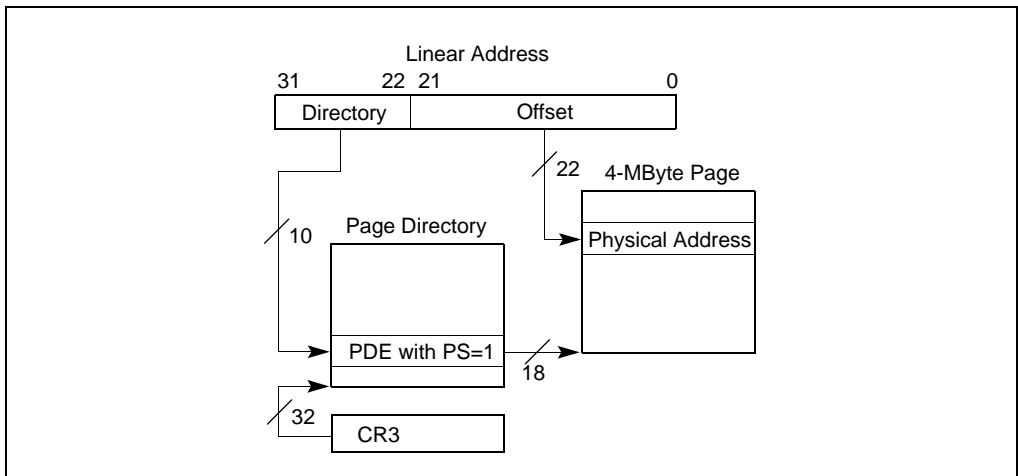 Linear Address
31 22 21 0
Directory Offset
22
4-MByte Page
10
Page Directory
Physical Address
PDE with PS=1
18
32
CR3